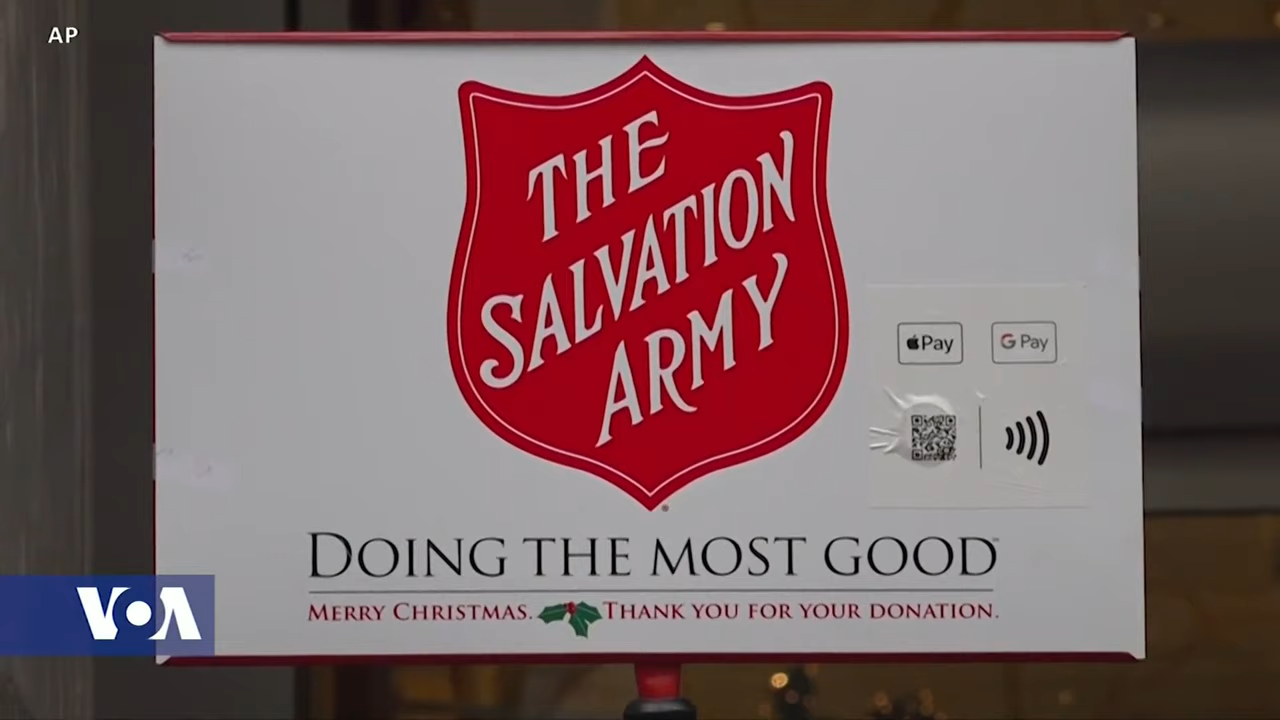 AP
THE
SALVATION
ARMY
Pay
G Pay
DOING THE MOST GOOD
MERRY CHRISTMAS. THANK YOU FOR YOUR DONATION.
VOA